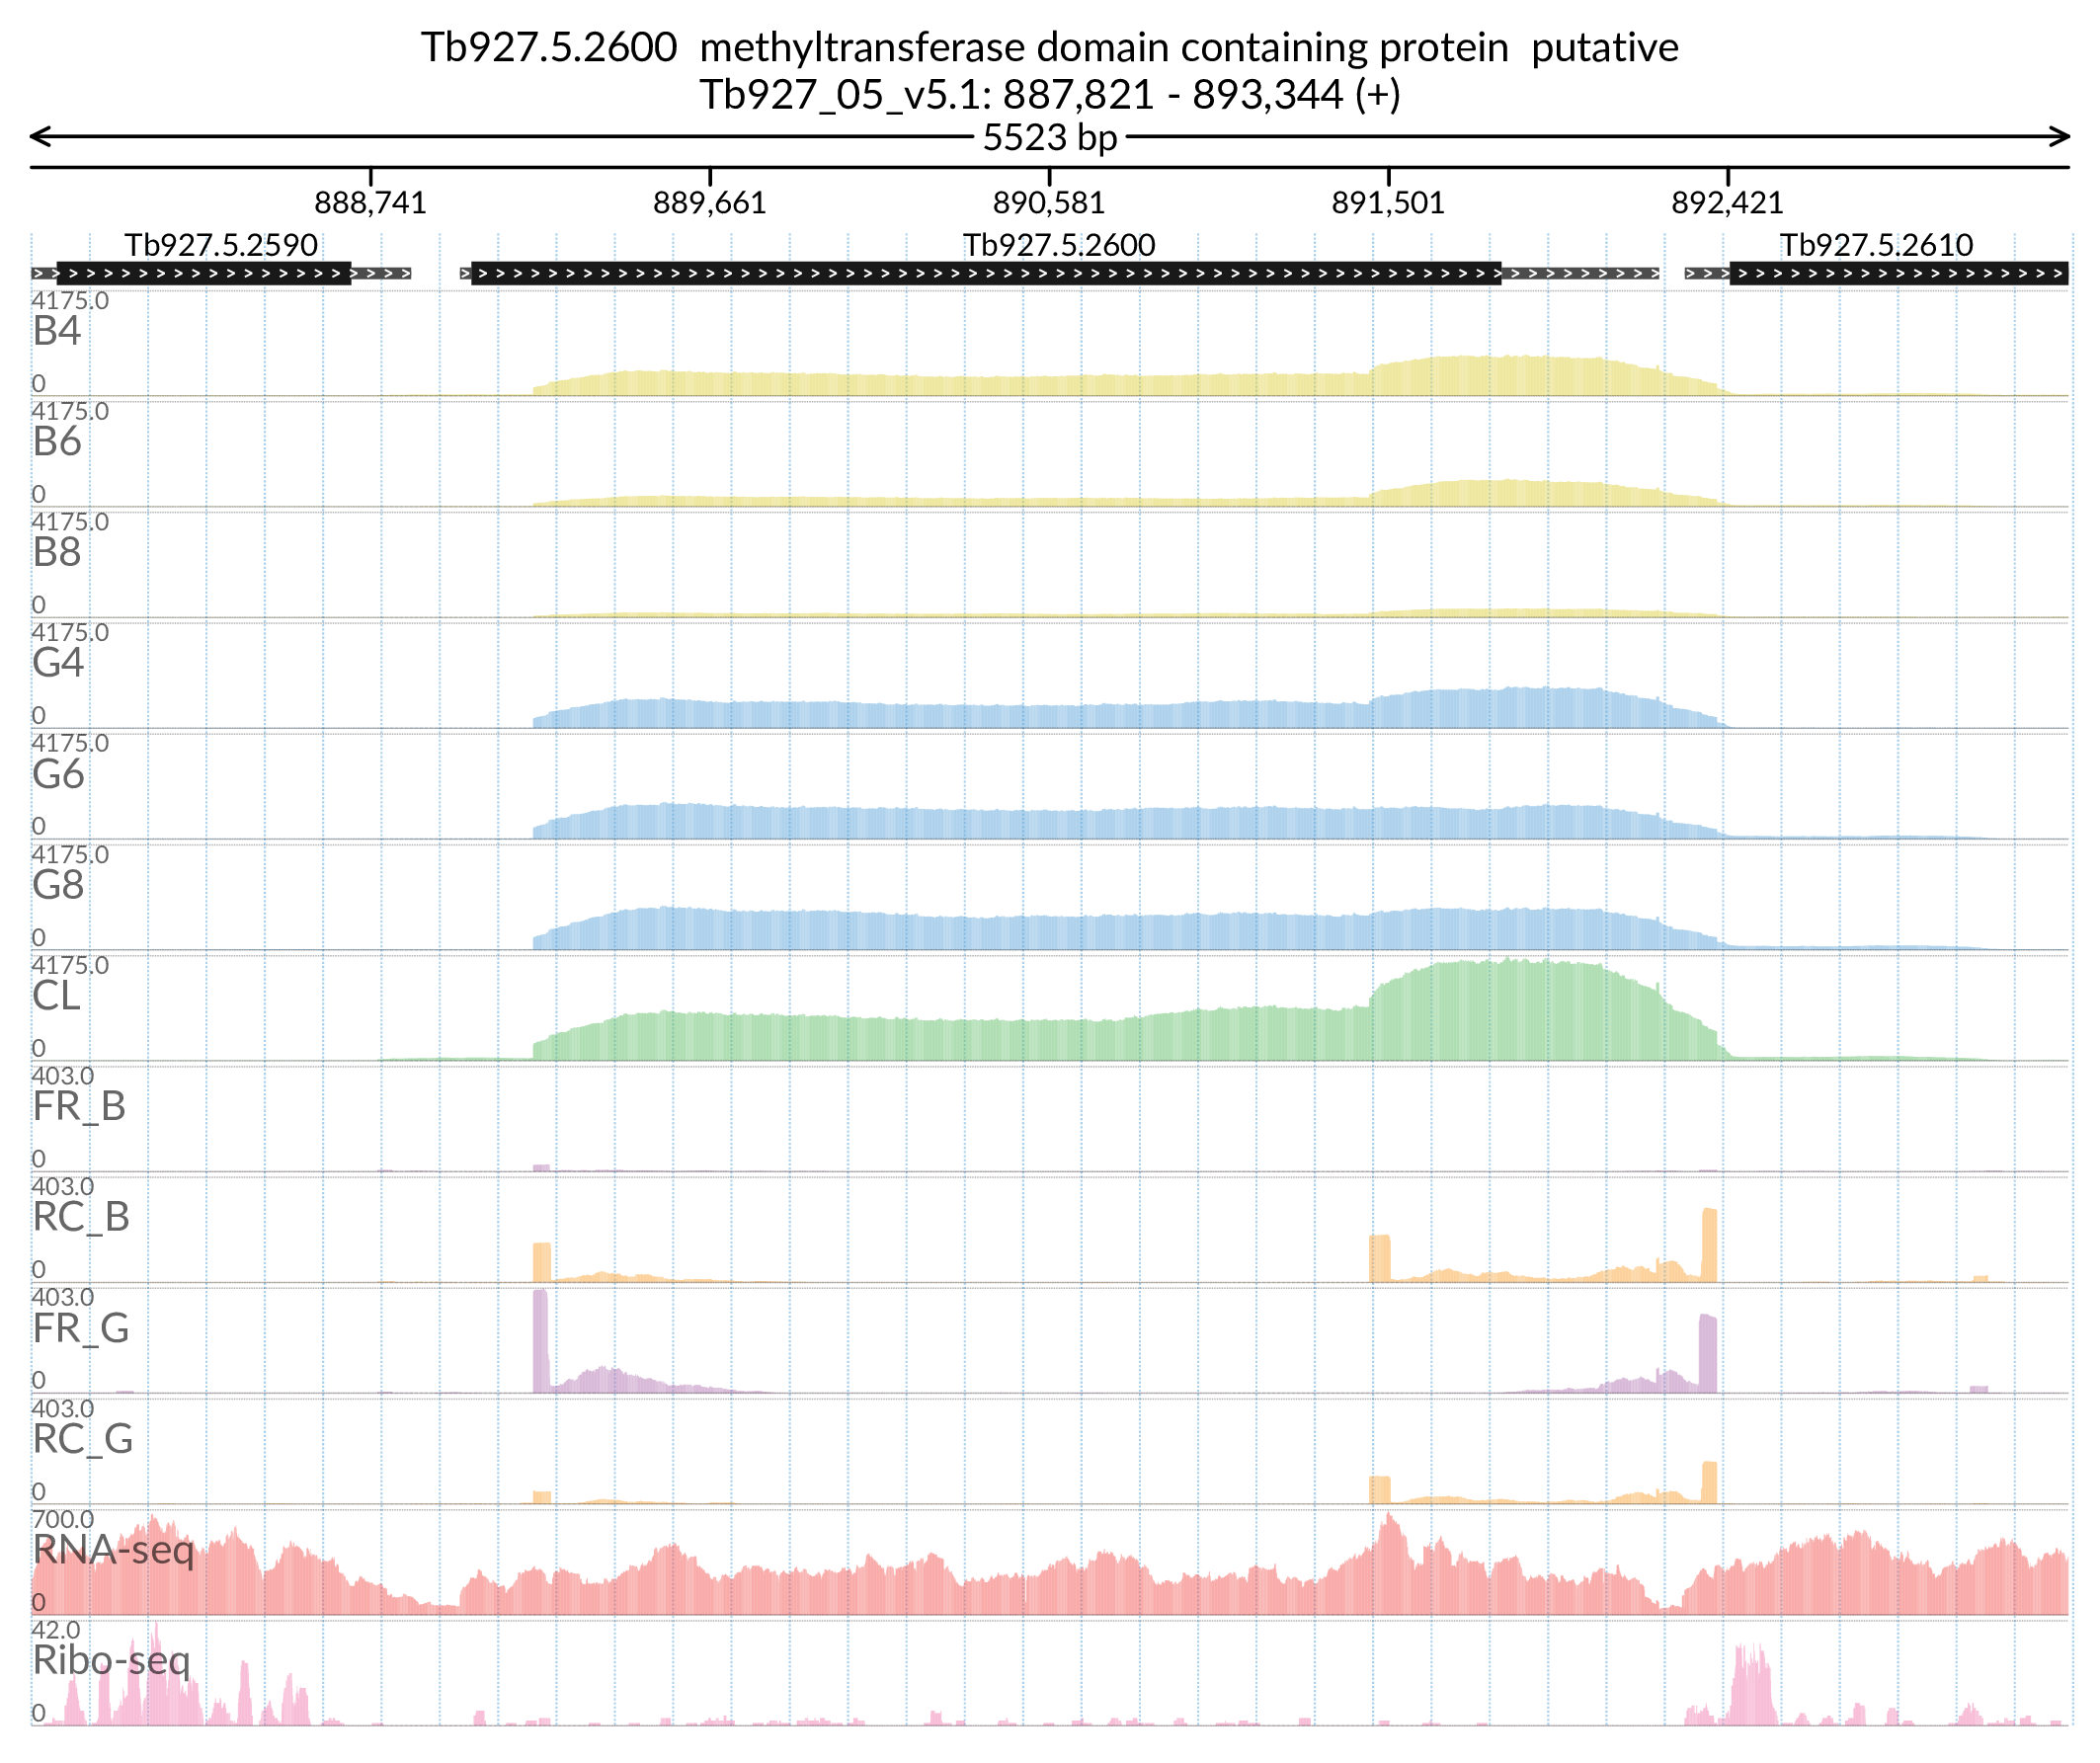 Tb927.5.2600 methyltransferase domain containing protein putative
Tb927_05_v5.1: 887,821 - 893,344 (+)
5523 bp
888,741 889,661 890,581 891,501 892,421
Tb927.5.2590 Tb927.5.2600 Tb927.5.2610
4175.0
B4
0
4175.0
B6
0
4175.0
B8
0
4175.0
G4
0
4175.0
G6
0
4175.0
G8
0
4175.0
CL
0
403.0
FR_B
0
403.0
RC_B
0
403.0
FR_G
0
403.0
RC_G
0
700.0
RNA-seq
0
42.0
Ribo-seq
0